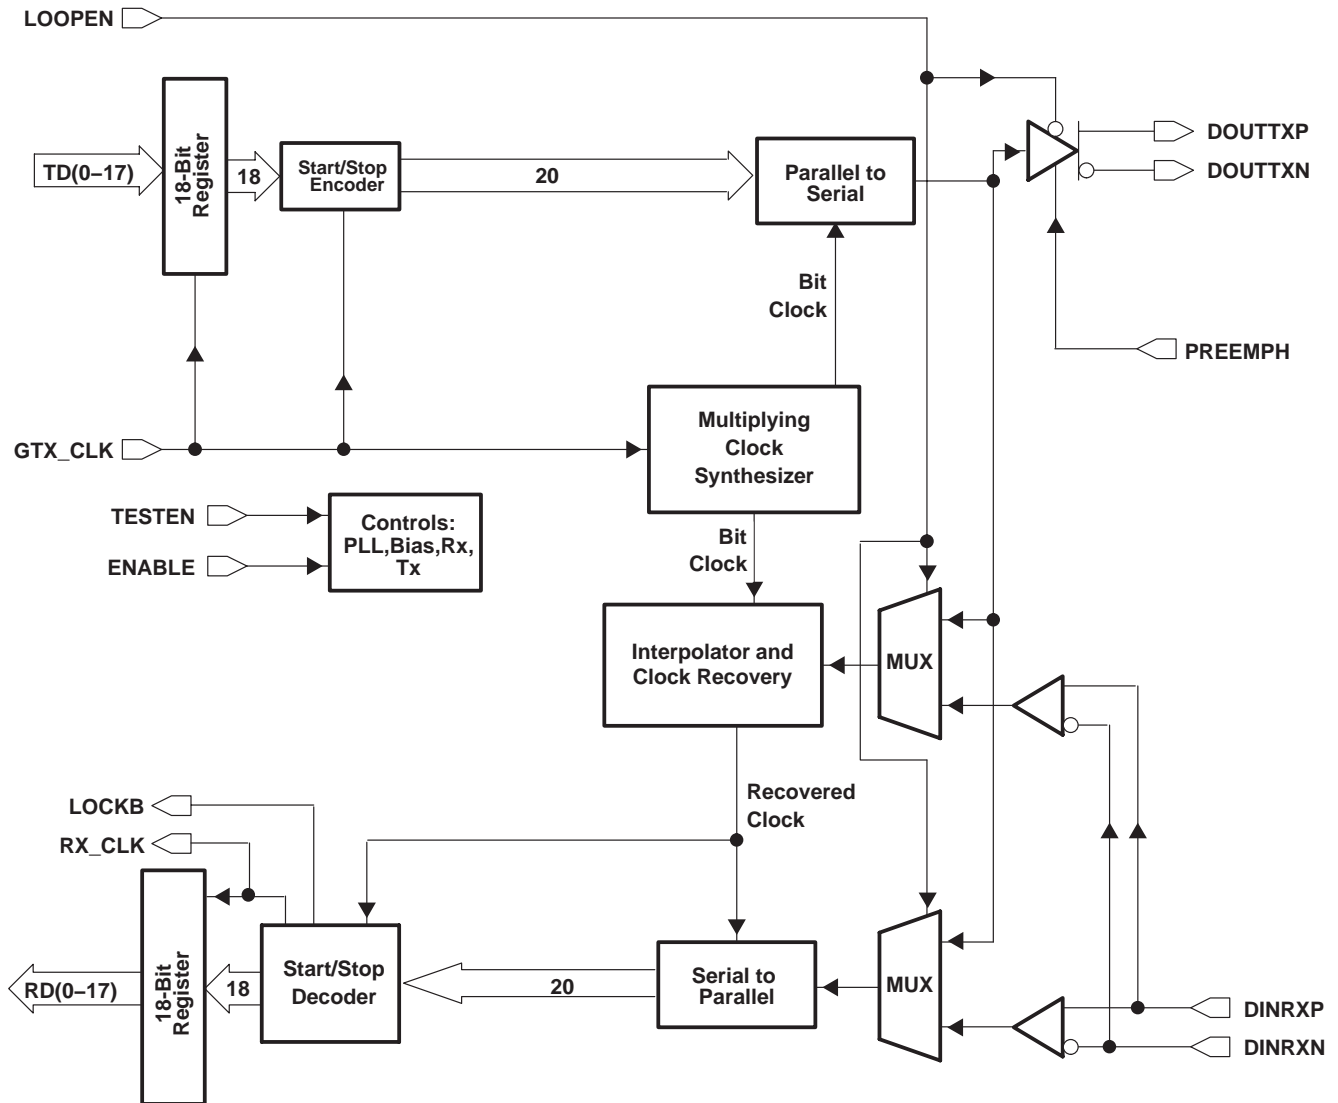 LOOPEN
18-Bit
Register
TD(0–17)
18
Start/Stop
Encoder
20
Parallel to
Serial
DOUTTXP
DOUTTXN
Bit
Clock
PREEMPH
GTX_CLK
Multiplying
Clock
Synthesizer
TESTEN
ENABLE
Controls:
PLL,Bias,Rx,
Tx
Bit
Clock
Interpolator and
Clock Recovery
MUX
Recovered
Clock
LOCKB
RX_CLK
RD(0–17)
18-Bit
Register
18
Start/Stop
Decoder
20
Serial to
Parallel
MUX
DINRXP
DINRXN